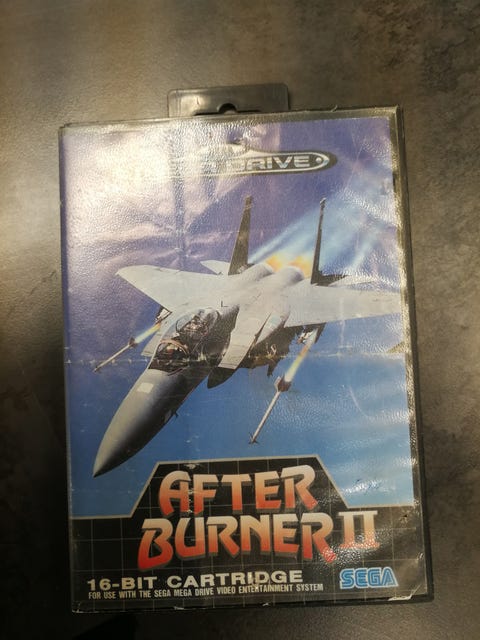 DRIVE
AFTER
BURNER II
16-BIT CARTRIDGE
FOR USE WITH THE SEGA MEGA DRIVE VIDEO ENTERTAINMENT SYSTEM
SEGA